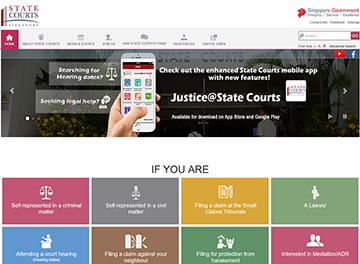 STATE
COURTS
SINGAPORE
Singapore Government
Integrity · Service · Excellence
Contact Info Feedback Sitemap
Search
HOME
ABOUT STATE COURTS
NEWS & EVENTS
JOIN US
ASK STATE COURTS FAQS
RESOURCES
USEFUL LINKS
Font Size - A A Advanced Search
STATE COURTS
YouTube
Searching for
Hearing dates?
Seeking legal help?
Check out the enhanced State Courts mobile app
with new features!
Justice@State Courts
Available for download on App Store and Google Play
IF YOU ARE
Self-represented in a criminal
matter
Self-represented in a civil
matter
Filing a claim at the Small
Claims Tribunals
A Lawyer
Attending a court hearing
(Hearing dates)
Filing a claim against your
neighbour
Filing for protection from
harassment
Interested in Mediation/ADR